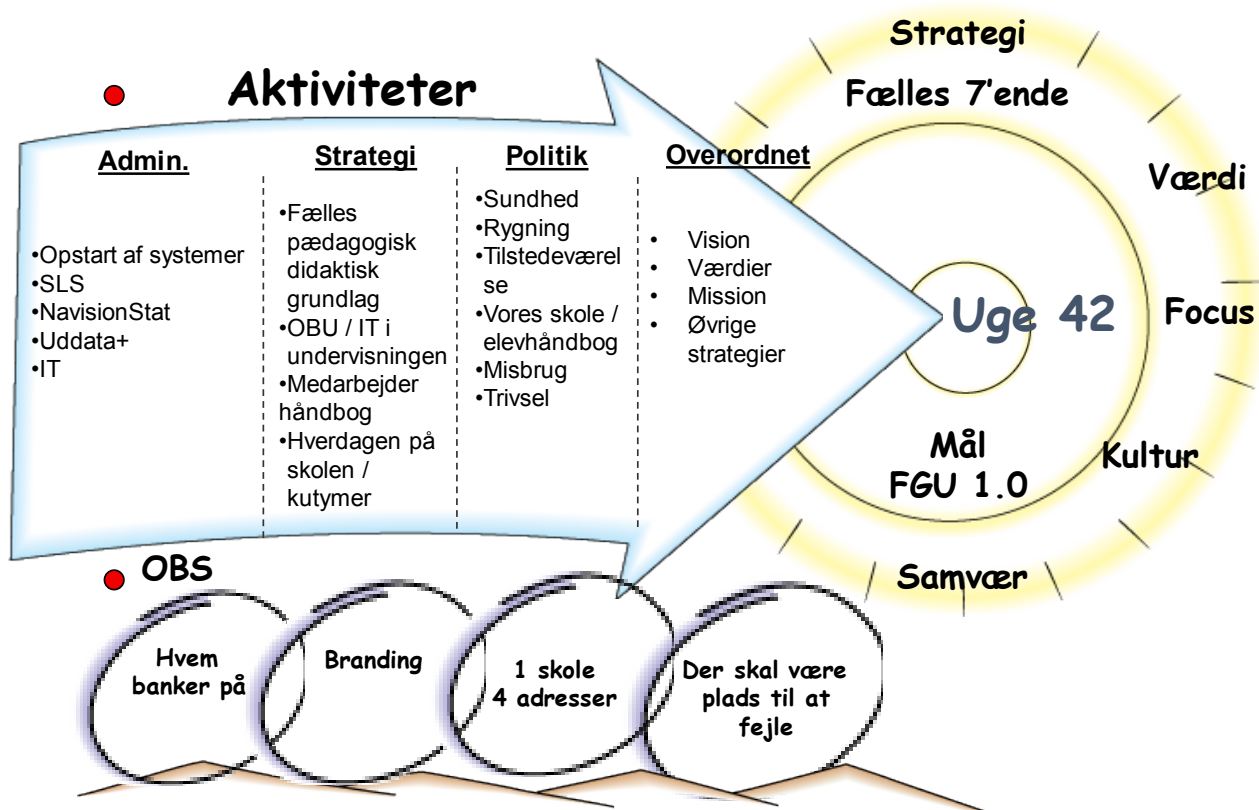 Aktiviteter
Admin.
•Opstart af systemer
•SLS
•NavisionStat
•Uddata+
•IT
Strategi
•Fælles
pædagogisk
didaktisk
grundlag
•OBU / IT i
undervisningen
•Medarbejder
håndbog
•Hverdagen på
skolen /
kutymer
Politik
•Sundhed
•Rygning
•Tilstedeværel
se
•Vores skole /
elevhåndbog
•Misbrug
•Trivsel
Overordnet
• Vision
• Værdier
• Mission
• Øvrige
strategier
Strategi
Fælles 7’ende
Værdi
Uge 42
Focus
Mål
FGU 1.0
Kultur
Samvær
OBS
Hvem
banker på
Branding
1 skole
4 adresser
Der skal være
plads til at
fejle